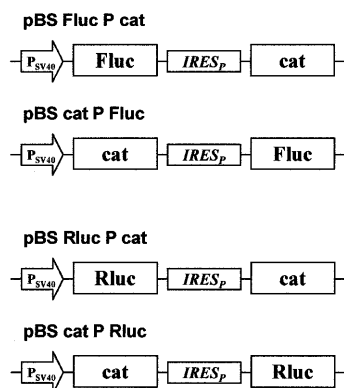 pBS Fluc P cat
PSV40 Fluc IRESP cat
pBS cat P Fluc
PSV40 cat IRESP Fluc
pBS Rluc P cat
PSV40 Rluc IRESP cat
pBS cat P Rluc
PSV40 cat IRESP Rluc